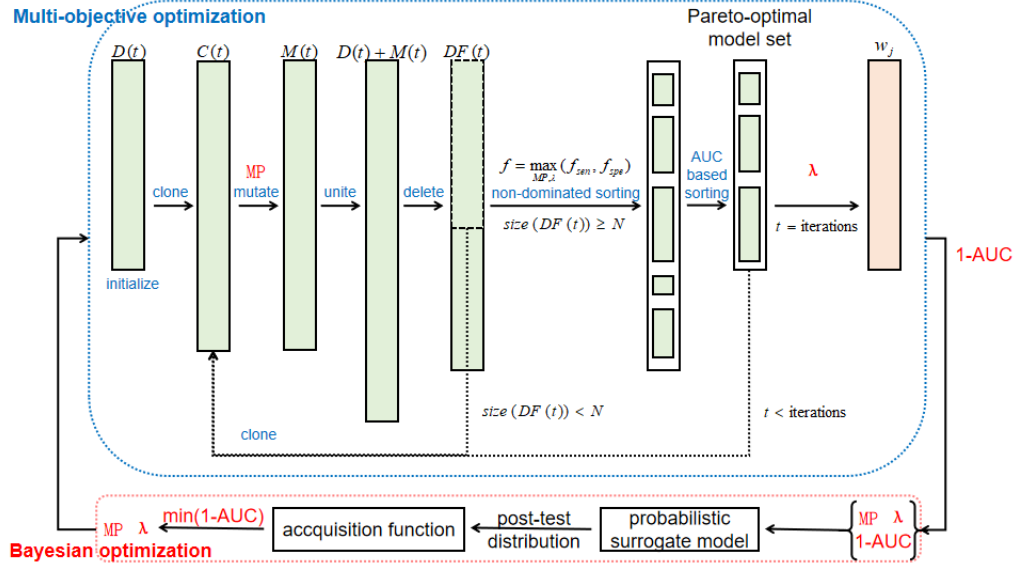 Multi-objective optimization
Pareto-optimal
model set
D(t)
C(t)
M(t)
D(t)+M(t)
DF(t)
w_j
clone
MP
mutate
unite
delete
f = max (f_sen, f_spe)
MP,λ
non-dominated sorting
size(DF(t)) ≥ N
AUC
based
sorting
λ
t = iterations
initialize
1-AUC
size(DF(t)) < N
t < iterations
clone
MP λ
min(1-AUC)
accquisition function
post-test
distribution
probabilistic
surrogate model
MP λ
1-AUC
Bayesian optimization